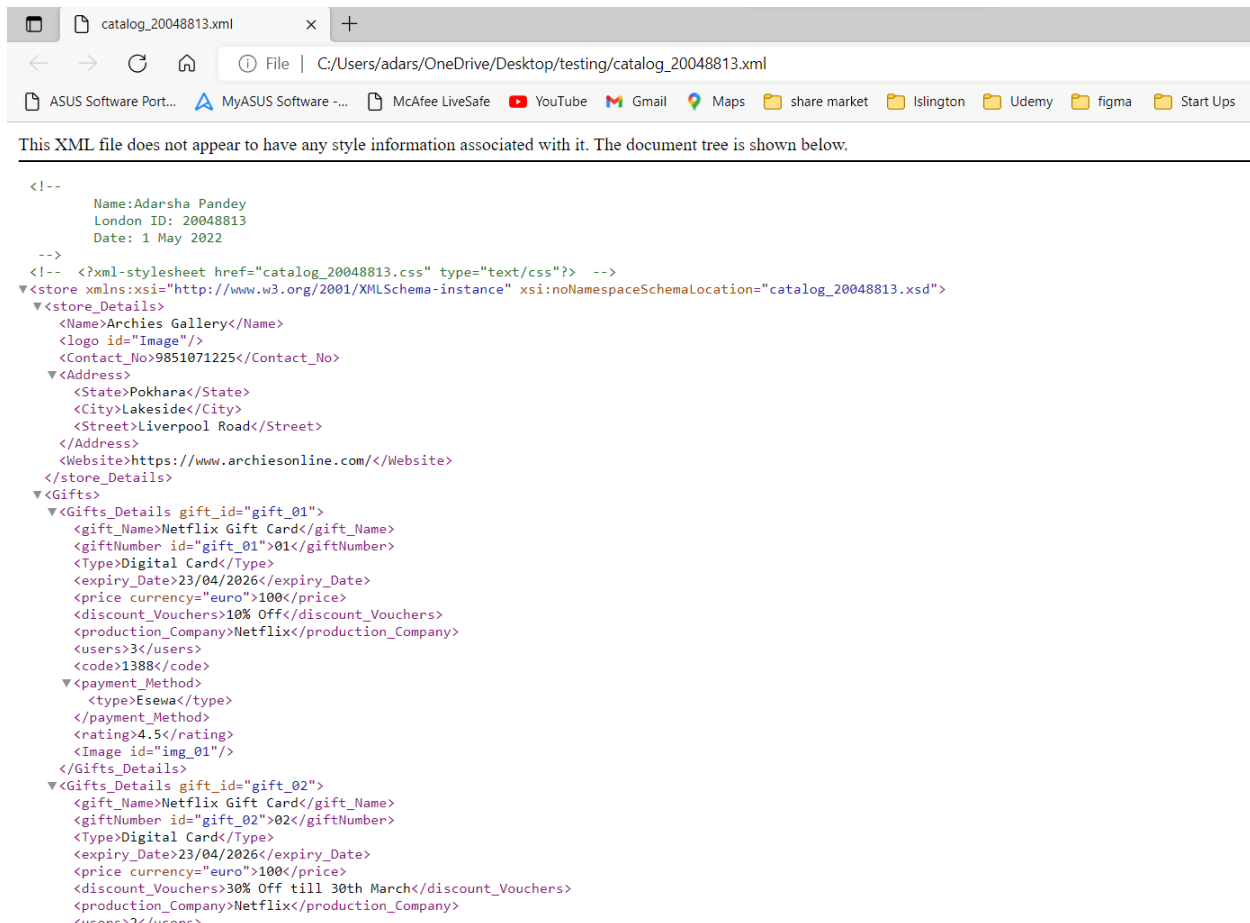 catalog_20048813.xml
File | C:/Users/adars/OneDrive/Desktop/testing/catalog_20048813.xml
ASUS Software Port... MyASUS Software -... McAfee LiveSafe YouTube Gmail Maps share market Islington Udemy figma Start Ups
This XML file does not appear to have any style information associated with it. The document tree is shown below.
<!--
Name:Adarsha Pandey
London ID: 20048813
Date: 1 May 2022
-->
<!-- <?xml-stylesheet href="catalog_20048813.css" type="text/css"?> -->
▼<store xmlns:xsi="http://www.w3.org/2001/XMLSchema-instance" xsi:noNamespaceSchemaLocation="catalog_20048813.xsd">
▼<store_Details>
<Name>Archies Gallery</Name>
<logo id="Image"/>
<Contact_No>9851071225</Contact_No>
▼<Address>
<State>Pokhara</State>
<City>Lakeside</City>
<Street>Liverpool Road</Street>
</Address>
<Website>https://www.archiesonline.com/</Website>
</store_Details>
▼<Gifts>
▼<Gifts_Details gift_id="gift_01">
<gift_Name>Netflix Gift Card</gift_Name>
<giftNumber id="gift_01">01</giftNumber>
<Type>Digital Card</Type>
<expiry_Date>23/04/2026</expiry_Date>
<price currency="euro">100</price>
<discount_Vouchers>10% Off</discount_Vouchers>
<production_Company>Netflix</production_Company>
<users>3</users>
<code>1388</code>
▼<payment_Method>
<type>Esewa</type>
</payment_Method>
<rating>4.5</rating>
<Image id="img_01"/>
</Gifts_Details>
▼<Gifts_Details gift_id="gift_02">
<gift_Name>Netflix Gift Card</gift_Name>
<giftNumber id="gift_02">02</giftNumber>
<Type>Digital Card</Type>
<expiry_Date>23/04/2026</expiry_Date>
<price currency="euro">100</price>
<discount_Vouchers>30% Off till 30th March</discount_Vouchers>
<production_Company>Netflix</production_Company>
<users>2</users>